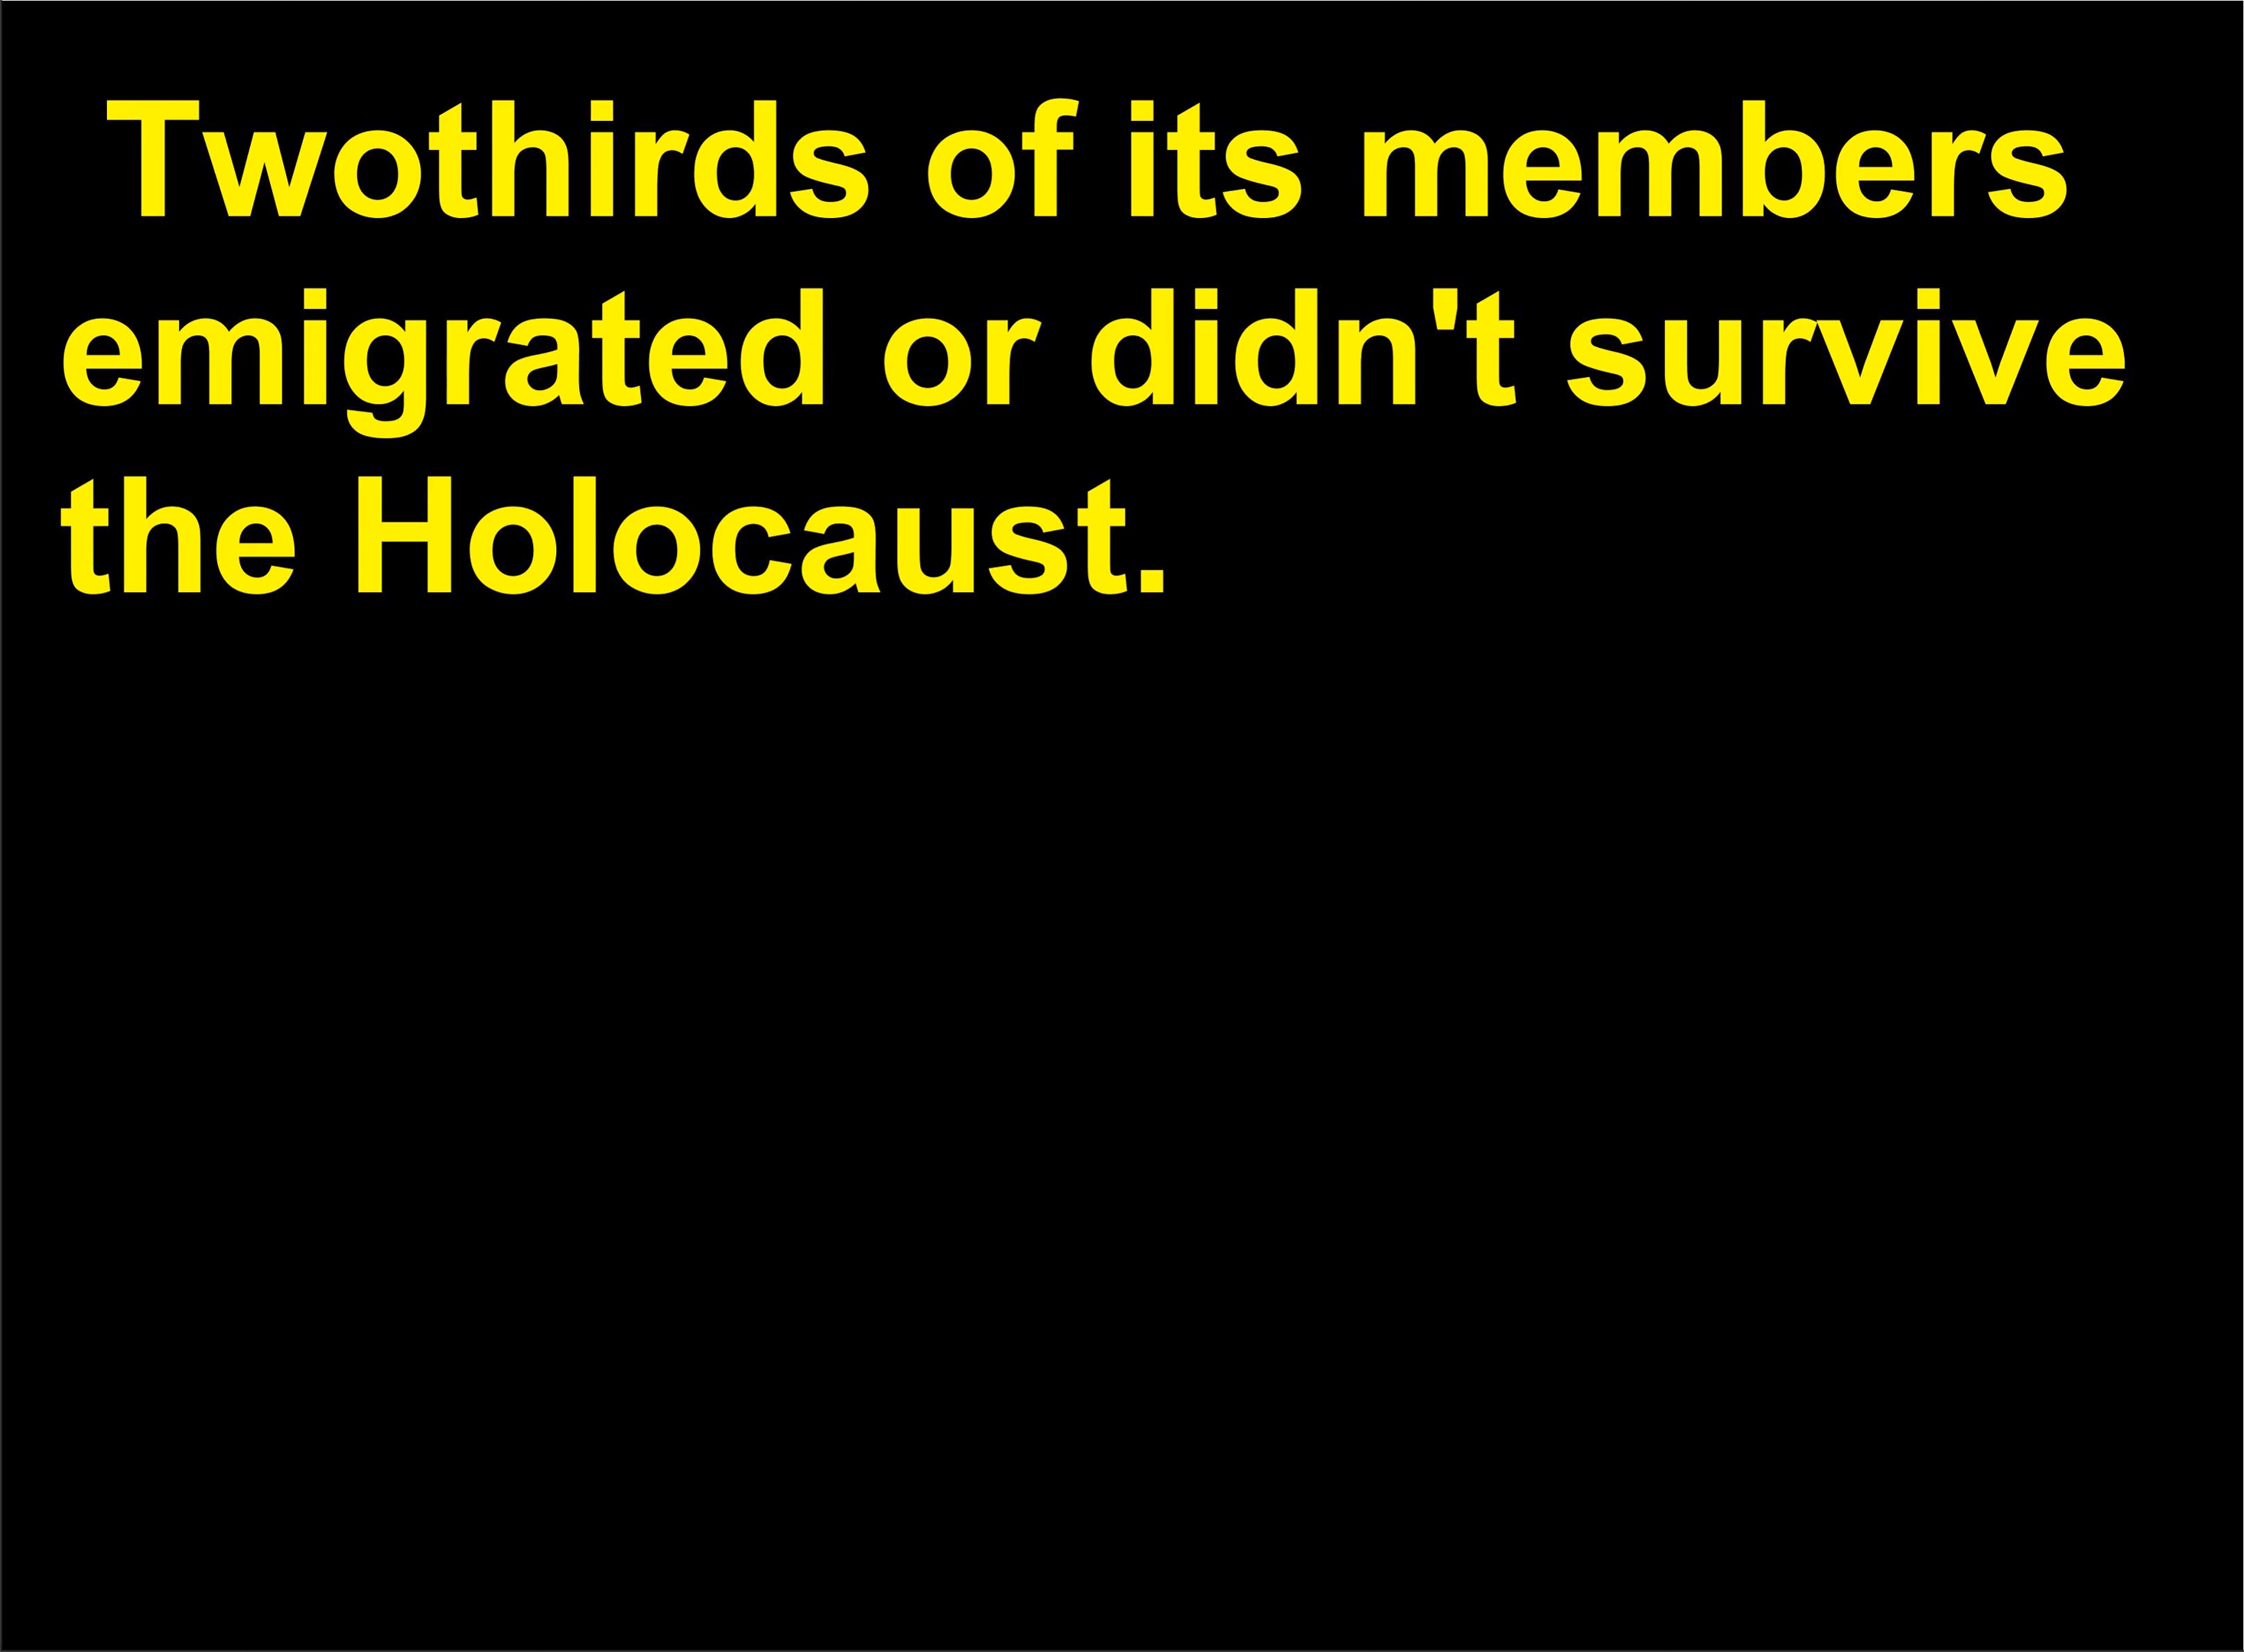 Twothirds of its members
emigrated or didn't survive
the Holocaust.